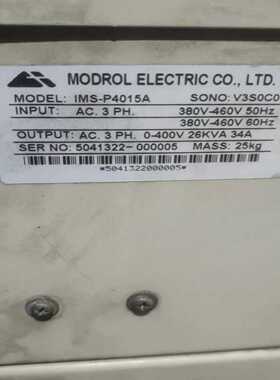 MODROL ELECTRIC CO., LTD.
MODEL: IMS-P4015A SONO: V3S0C0
INPUT: AC. 3 PH. 380V-460V 50Hz
380V-460V 60Hz
OUTPUT: AC. 3 PH. 0-400V 26KVA 34A
SER NO: 5041322-000005 MASS: 25kg
*5041322000005*